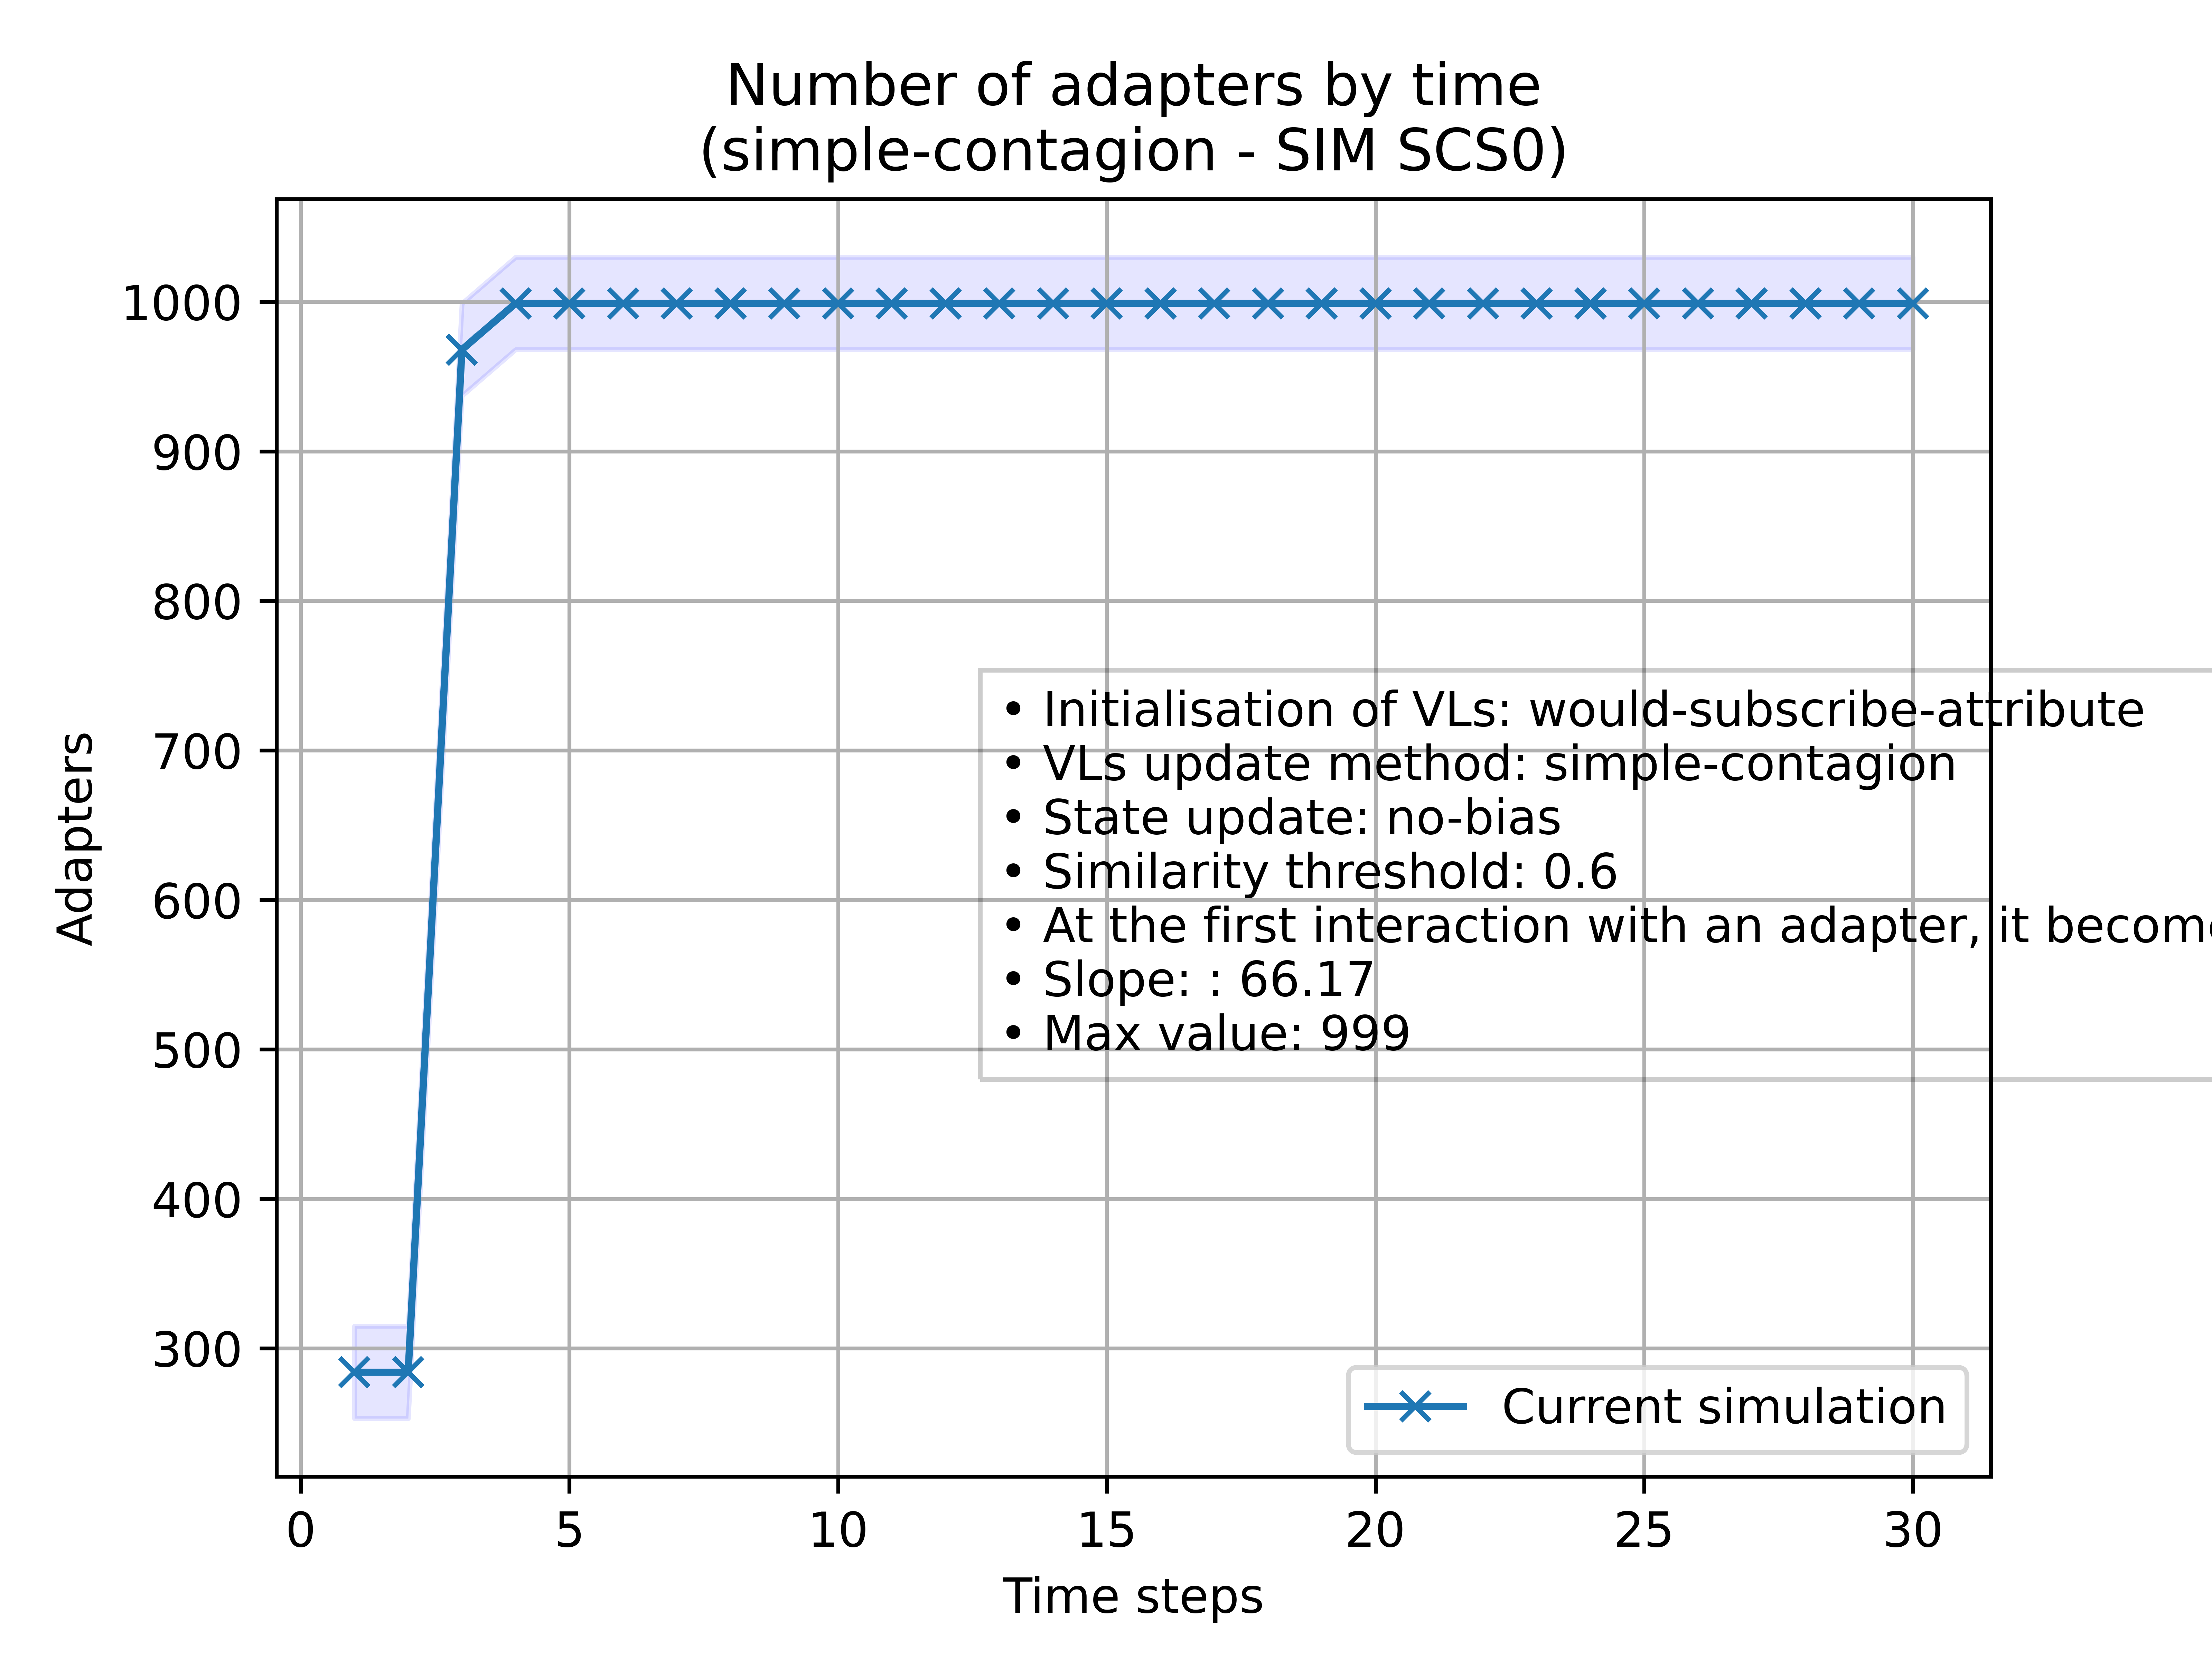 Number of adapters by time
(simple-contagion - SIM SCS0)
1000
900
800
700
600
500
400
300
Adapters
• Initialisation of VLs: would-subscribe-attribute
• VLs update method: simple-contagion
• State update: no-bias
• Similarity threshold: 0.6
• At the first interaction with an adapter, it
• Slope: : 66.17
• Max value: 999
Current simulation
0 5 10 15 20 25 30
Time steps